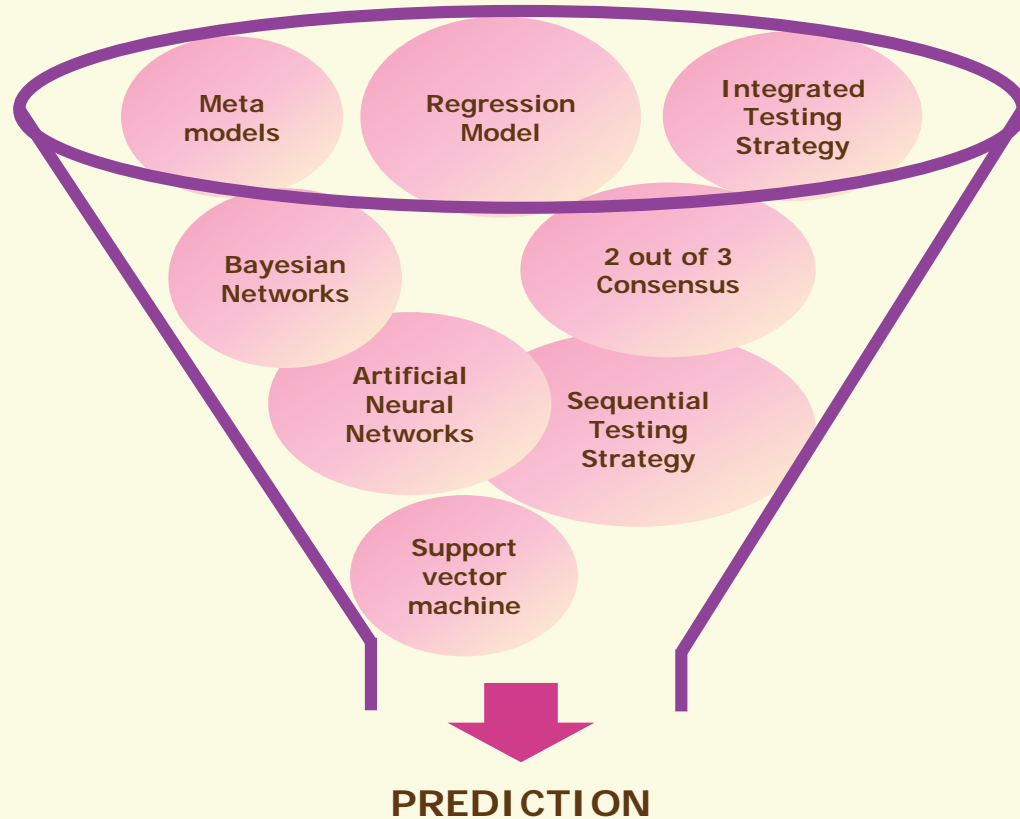 Meta
models
Regression
Model
Integrated
Testing
Strategy
Bayesian
Networks
2 out of 3
Consensus
Artificial
Neural
Networks
Sequential
Testing
Strategy
Support
vector
machine
PREDICTION